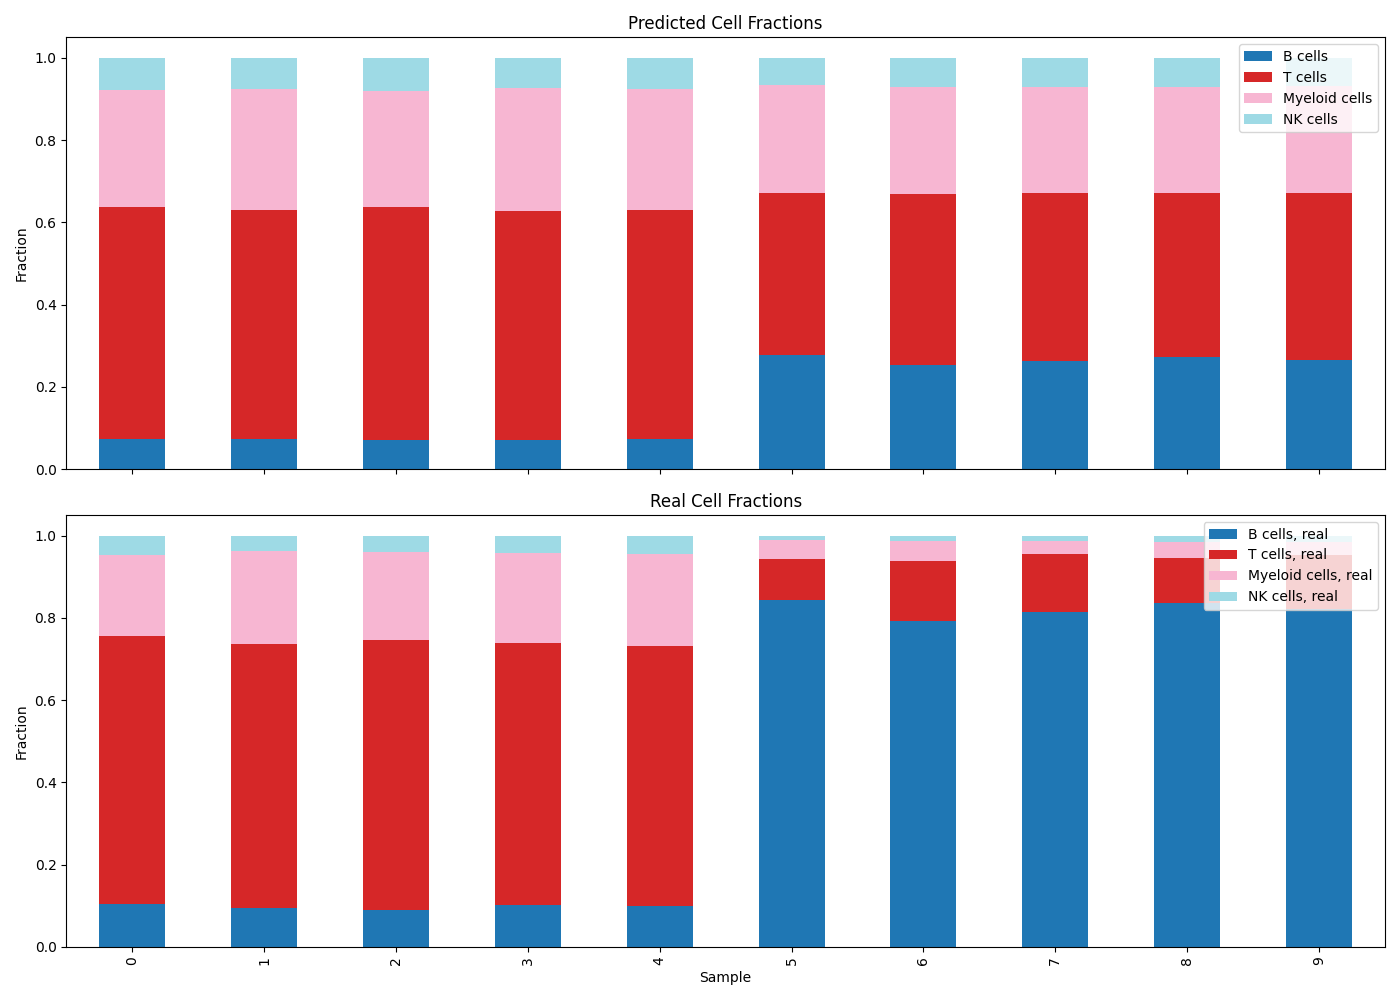 Predicted Cell Fractions
1.0
0.8
0.6
0.4
0.2
0.0
Fraction
B cells
T cells
Myeloid cells
NK cells
Real Cell Fractions
1.0
0.8
0.6
0.4
0.2
0.0
Fraction
B cells, real
T cells, real
Myeloid cells, real
NK cells, real
0 1 2 3 4 5 6 7 8 9
Sample